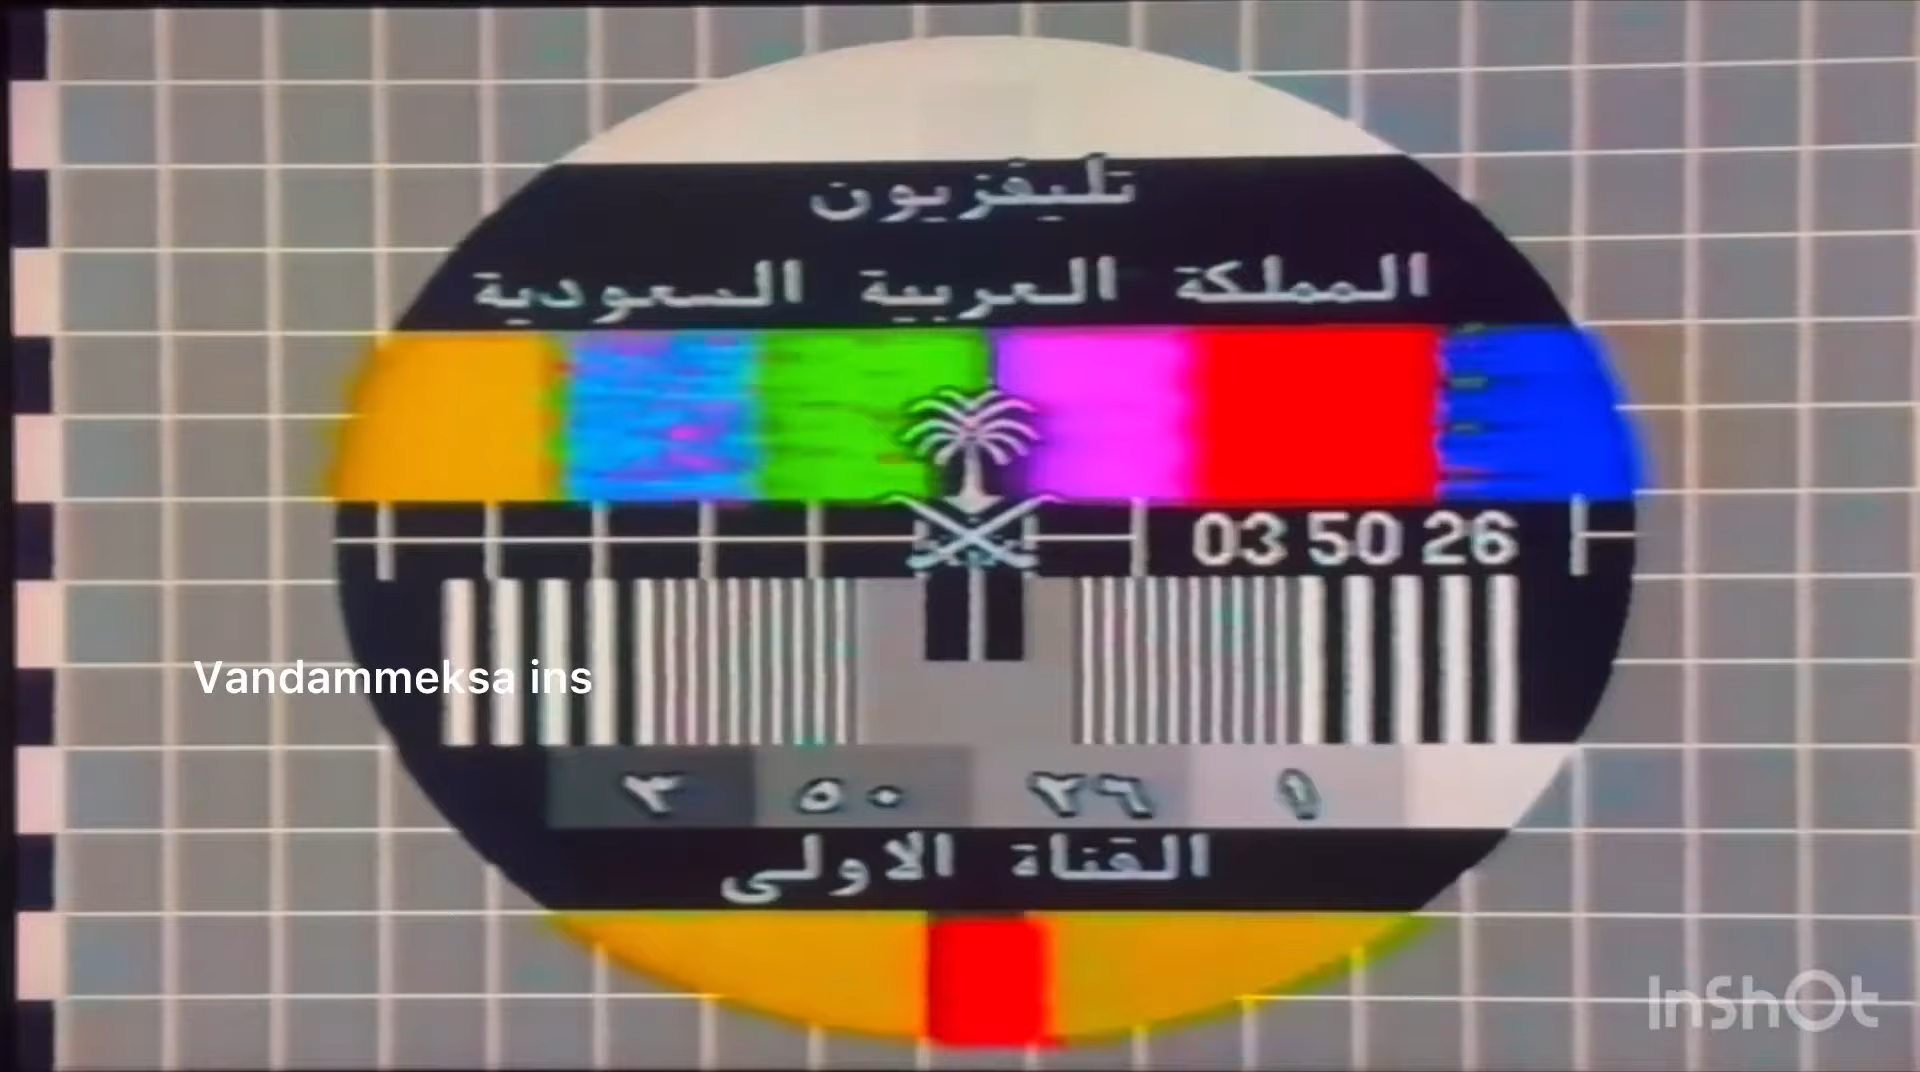 تليفزيون
المملكة العربية السعودية
03 50 26
Vandammeksa ins
٣ ٥٠ ٢٦ ١
القناة الاولى
InShOt